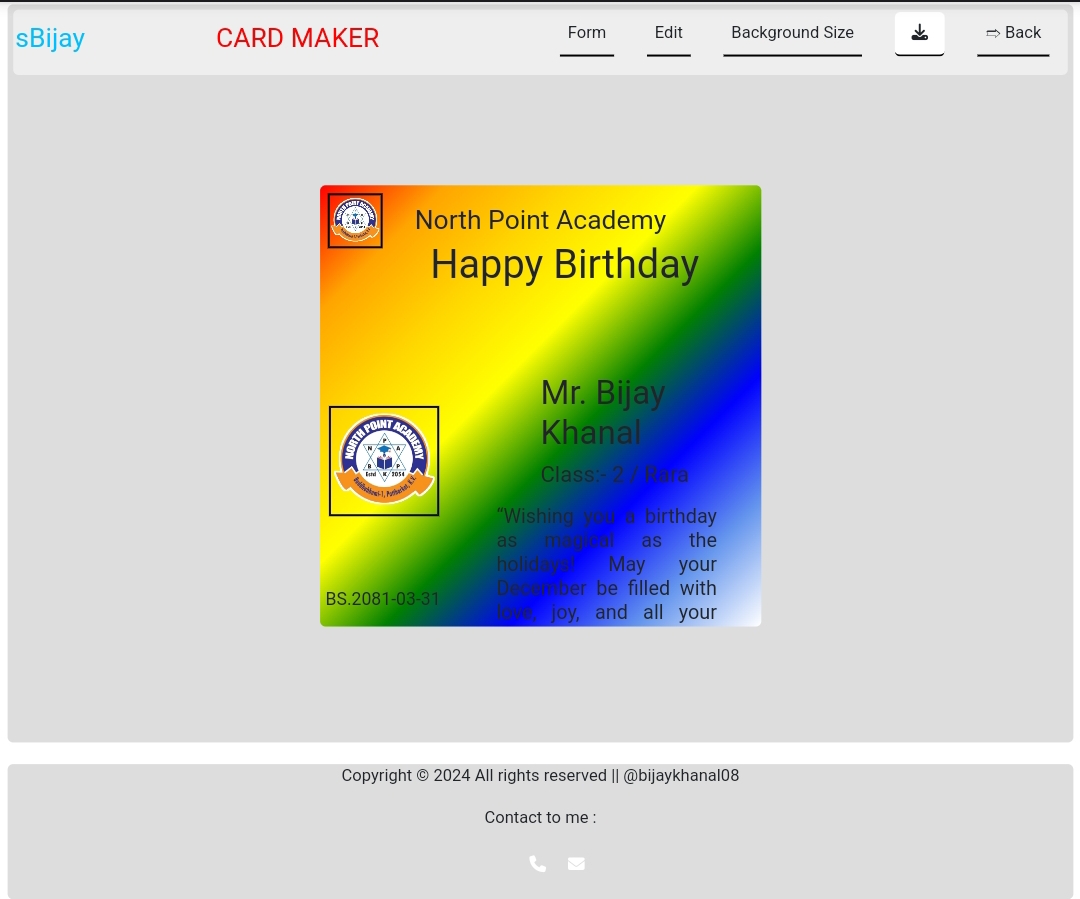 sBijay
CARD MAKER
Form
Edit
Background Size
⇨ Back
North Point Academy
Happy Birthday
Mr. Bijay
Khanal
NORTH POINT ACADEMY
N P A
B K P
Estd 2054
Class:- 2 / Rara
“Wishing you a birthday
as magical as the
holidays! May your
December be filled with
love, joy, and all your
BS.2081-03-31
Copyright © 2024 All rights reserved || @bijaykhanal08
Contact to me :